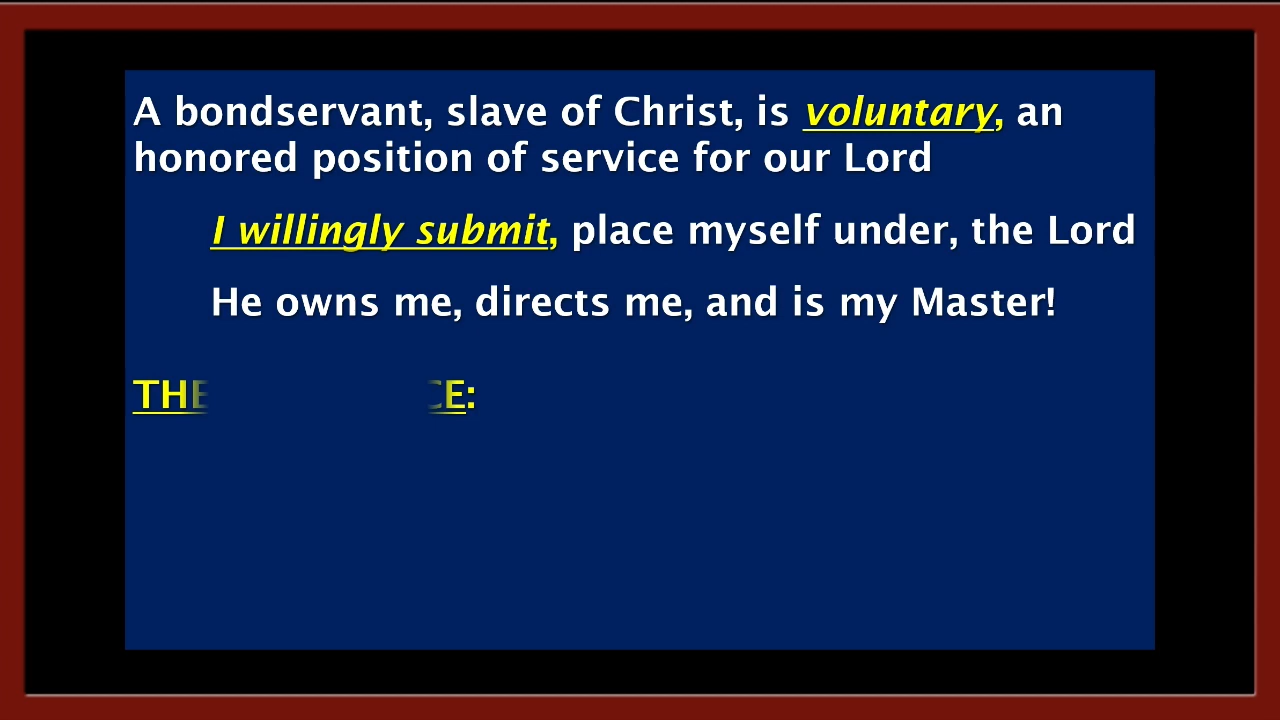 A bondservant, slave of Christ, is voluntary, an
honored position of service for our Lord
I willingly submit, place myself under, the Lord
He owns me, directs me, and is my Master!
THE